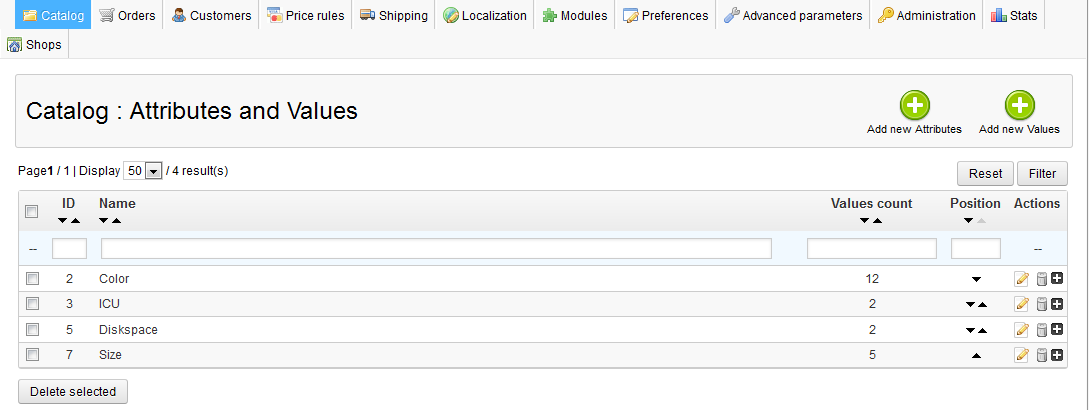 Catalog Orders Customers Price rules Shipping Localization Modules Preferences Advanced parameters Administration Stats
Shops
Catalog : Attributes and Values
Add new Attributes Add new Values
Page1 / 1 | Display 50 / 4 result(s)
Reset Filter
ID Name Values count Position Actions
-- --
2 Color 12
3 ICU 2
5 Diskspace 2
7 Size 5
Delete selected